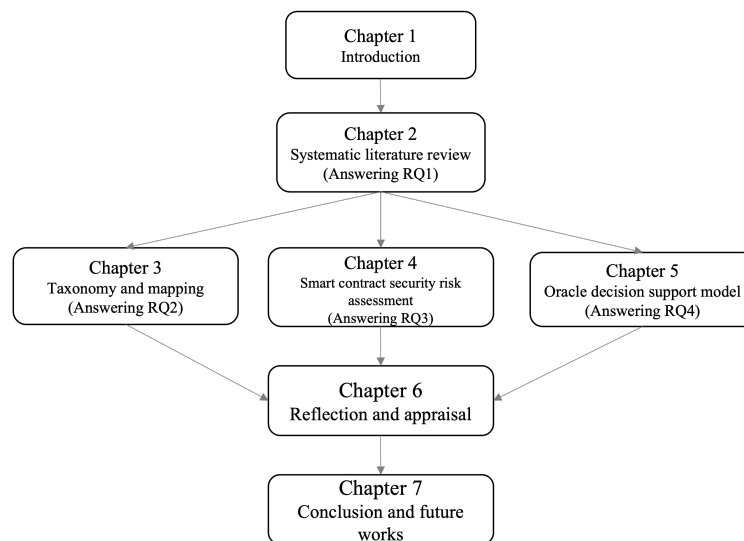 Chapter 1
Introduction
Chapter 2
Systematic literature review
(Answering RQ1)
Chapter 3
Taxonomy and mapping
(Answering RQ2)
Chapter 4
Smart contract security risk
assessment
(Answering RQ3)
Chapter 5
Oracle decision support model
(Answering RQ4)
Chapter 6
Reflection and appraisal
Chapter 7
Conclusion and future
works